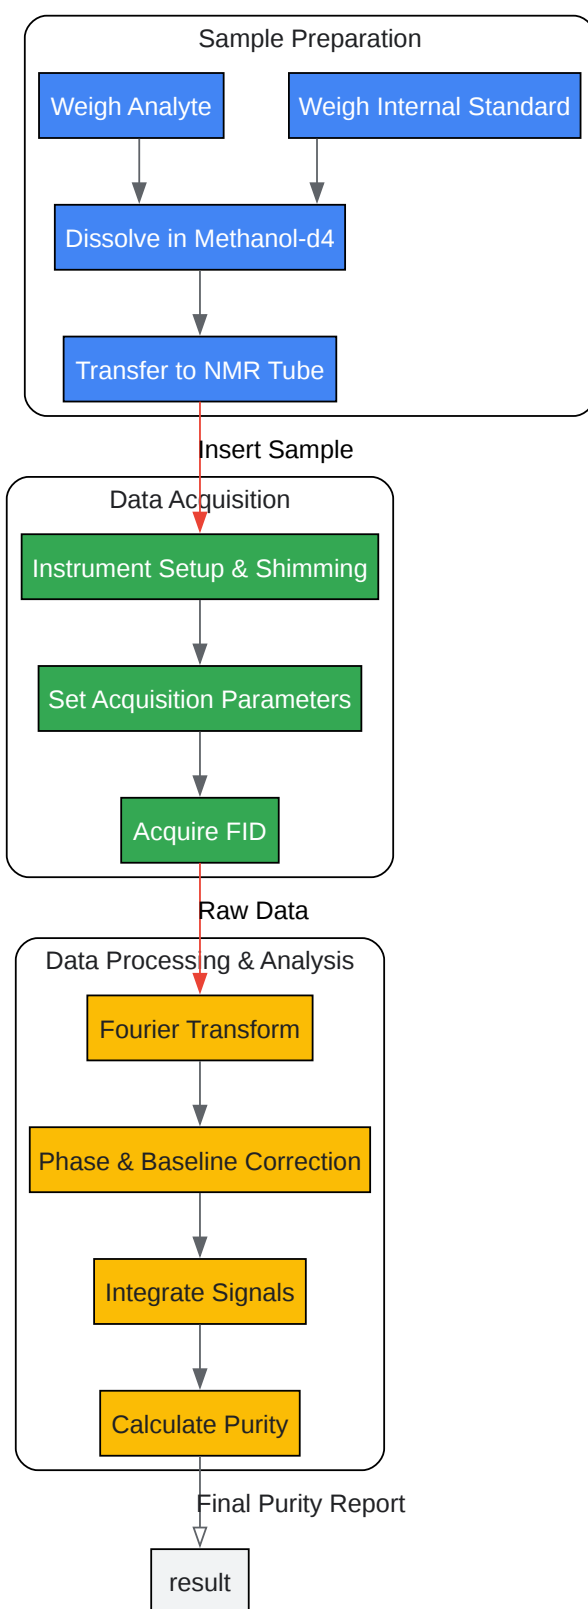 Sample Preparation
Weigh Analyte
Weigh Internal Standard
Dissolve in Methanol-d4
Transfer to NMR Tube
Insert Sample
Data Acquisition
Instrument Setup & Shimming
Set Acquisition Parameters
Acquire FID
Raw Data
Data Processing & Analysis
Fourier Transform
Phase & Baseline Correction
Integrate Signals
Calculate Purity
Final Purity Report
result